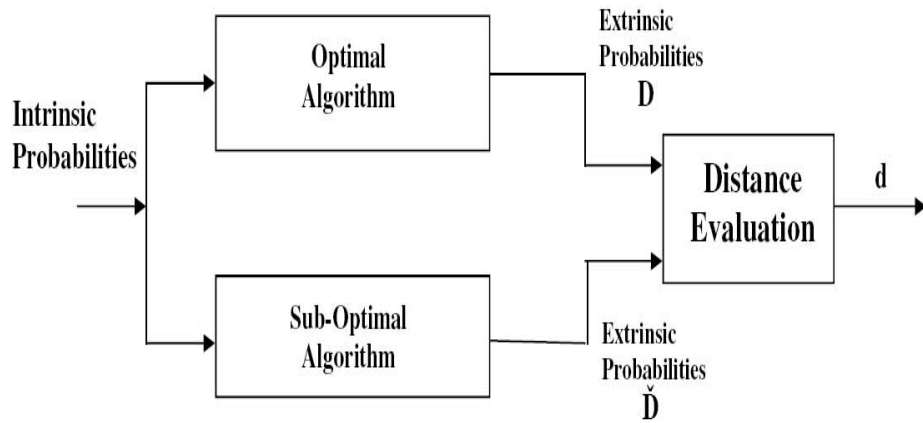 Intrinsic
Probabilities
Optimal
Algorithm
Extrinsic
Probabilities
D
Distance
Evaluation
d
Sub-Optimal
Algorithm
Extrinsic
Probabilities
Ď